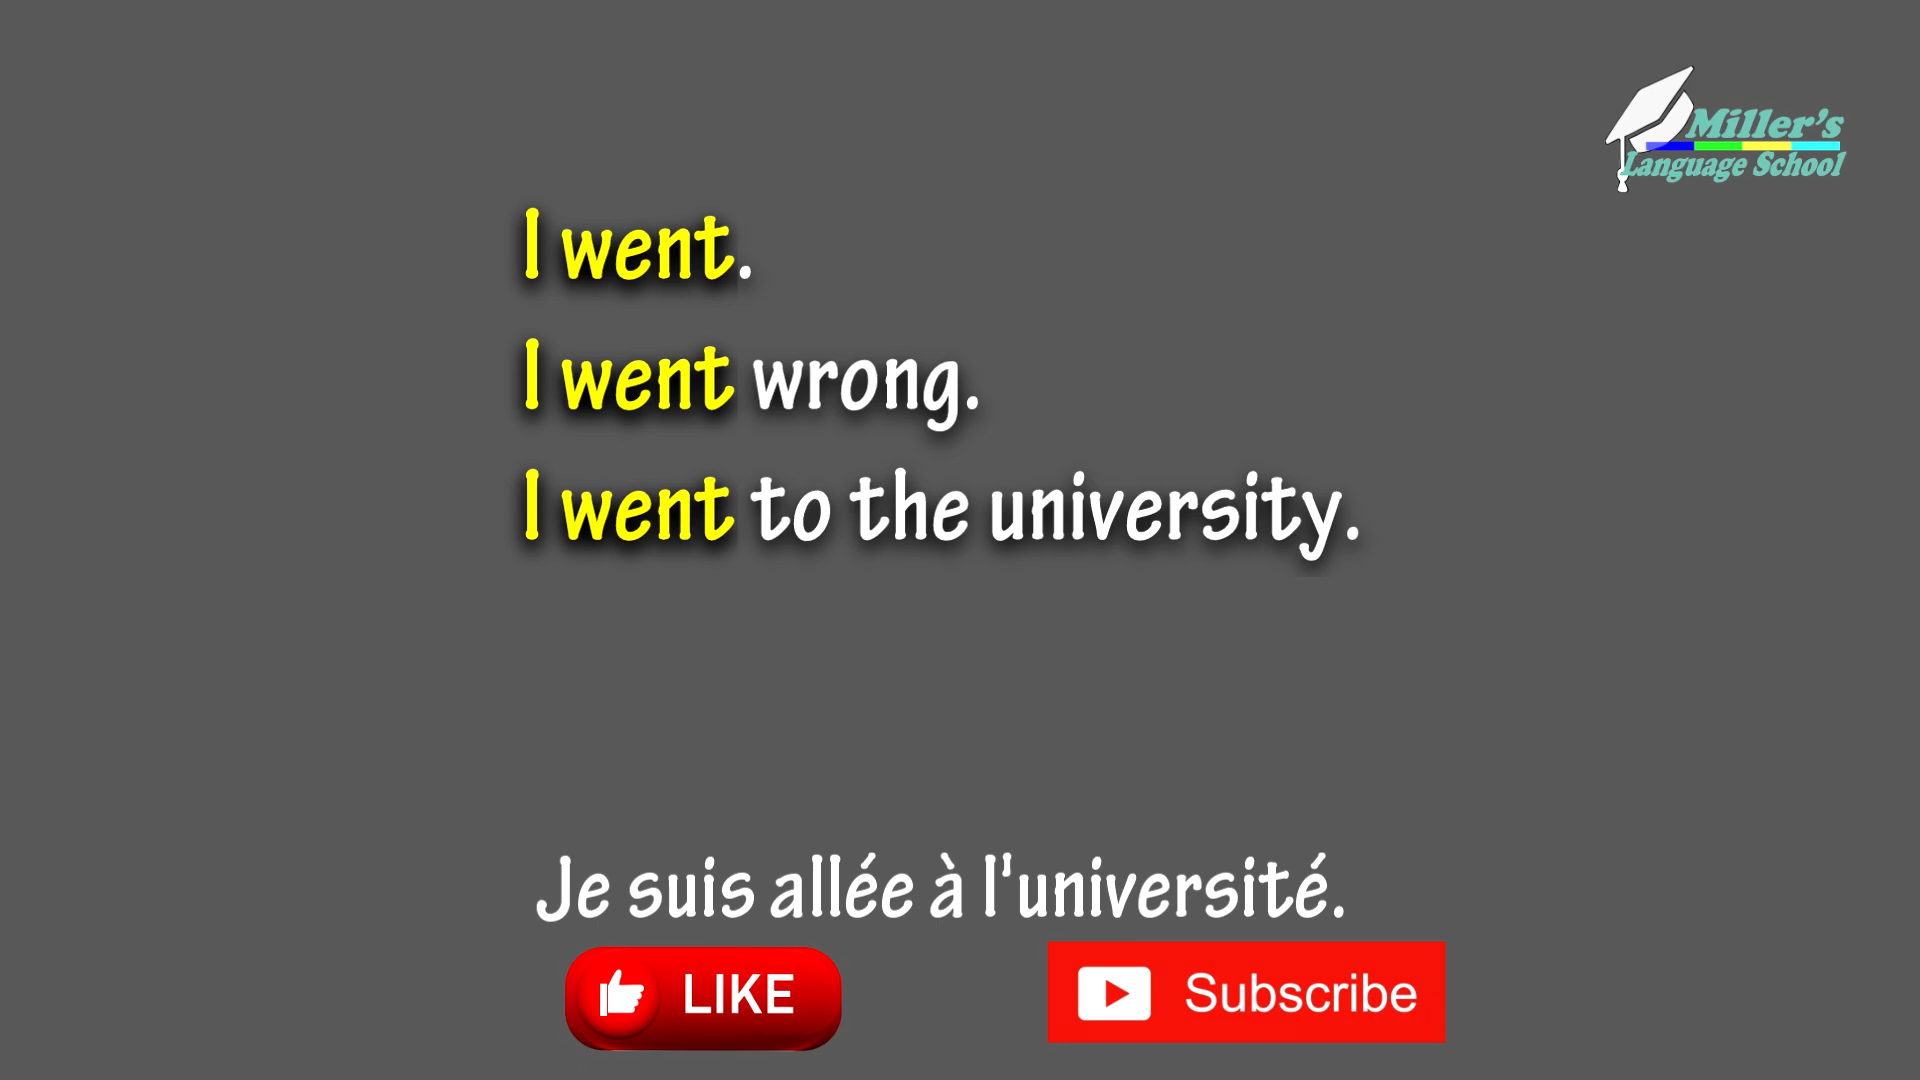 Miller's
Language School
I went.
I went wrong.
I went to the university.
Je suis allée à l'université.
LIKE
Subscribe